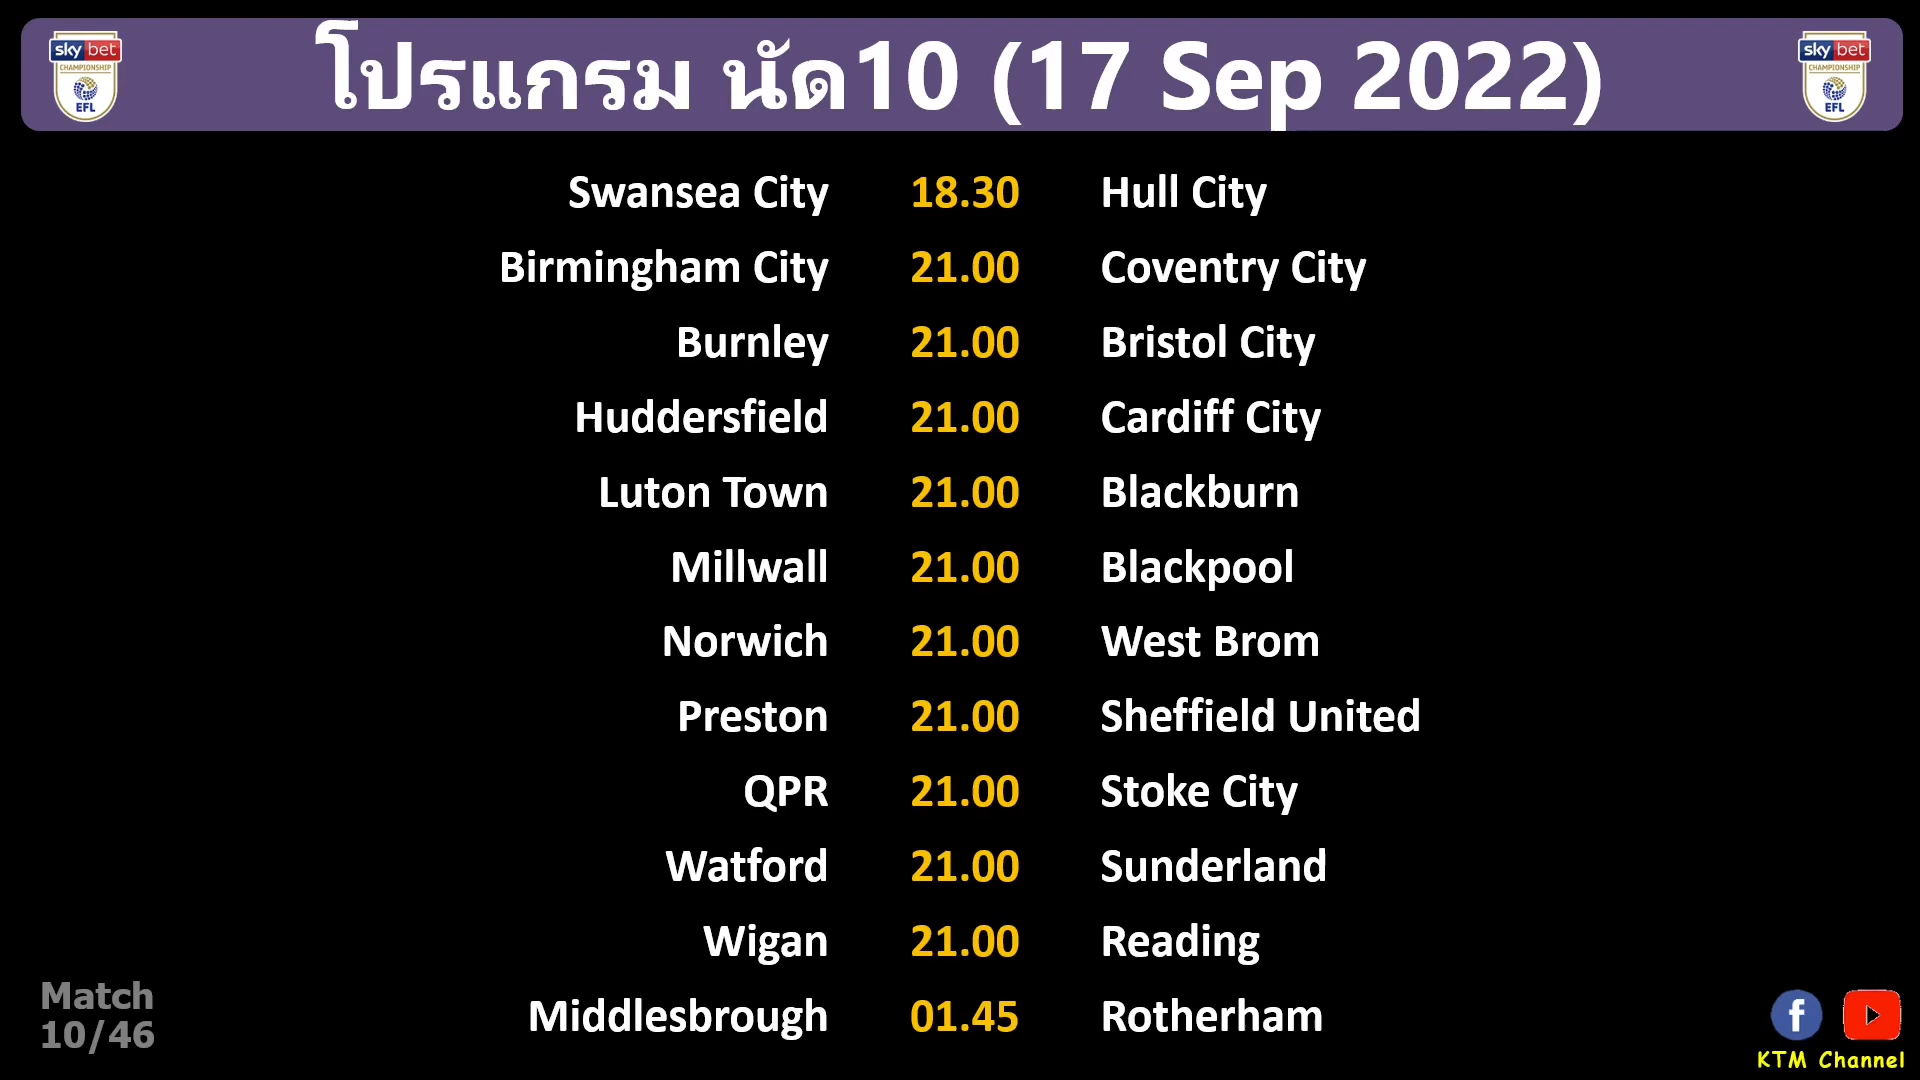 sky bet
CHAMPIONSHIP
EFL
โปรแกรม นัด10 (17 Sep 2022)
sky bet
CHAMPIONSHIP
EFL
Swansea City 18.30 Hull City
Birmingham City 21.00 Coventry City
Burnley 21.00 Bristol City
Huddersfield 21.00 Cardiff City
Luton Town 21.00 Blackburn
Millwall 21.00 Blackpool
Norwich 21.00 West Brom
Preston 21.00 Sheffield United
QPR 21.00 Stoke City
Watford 21.00 Sunderland
Wigan 21.00 Reading
Middlesbrough 01.45 Rotherham
Match
10/46
f
KTM Channel